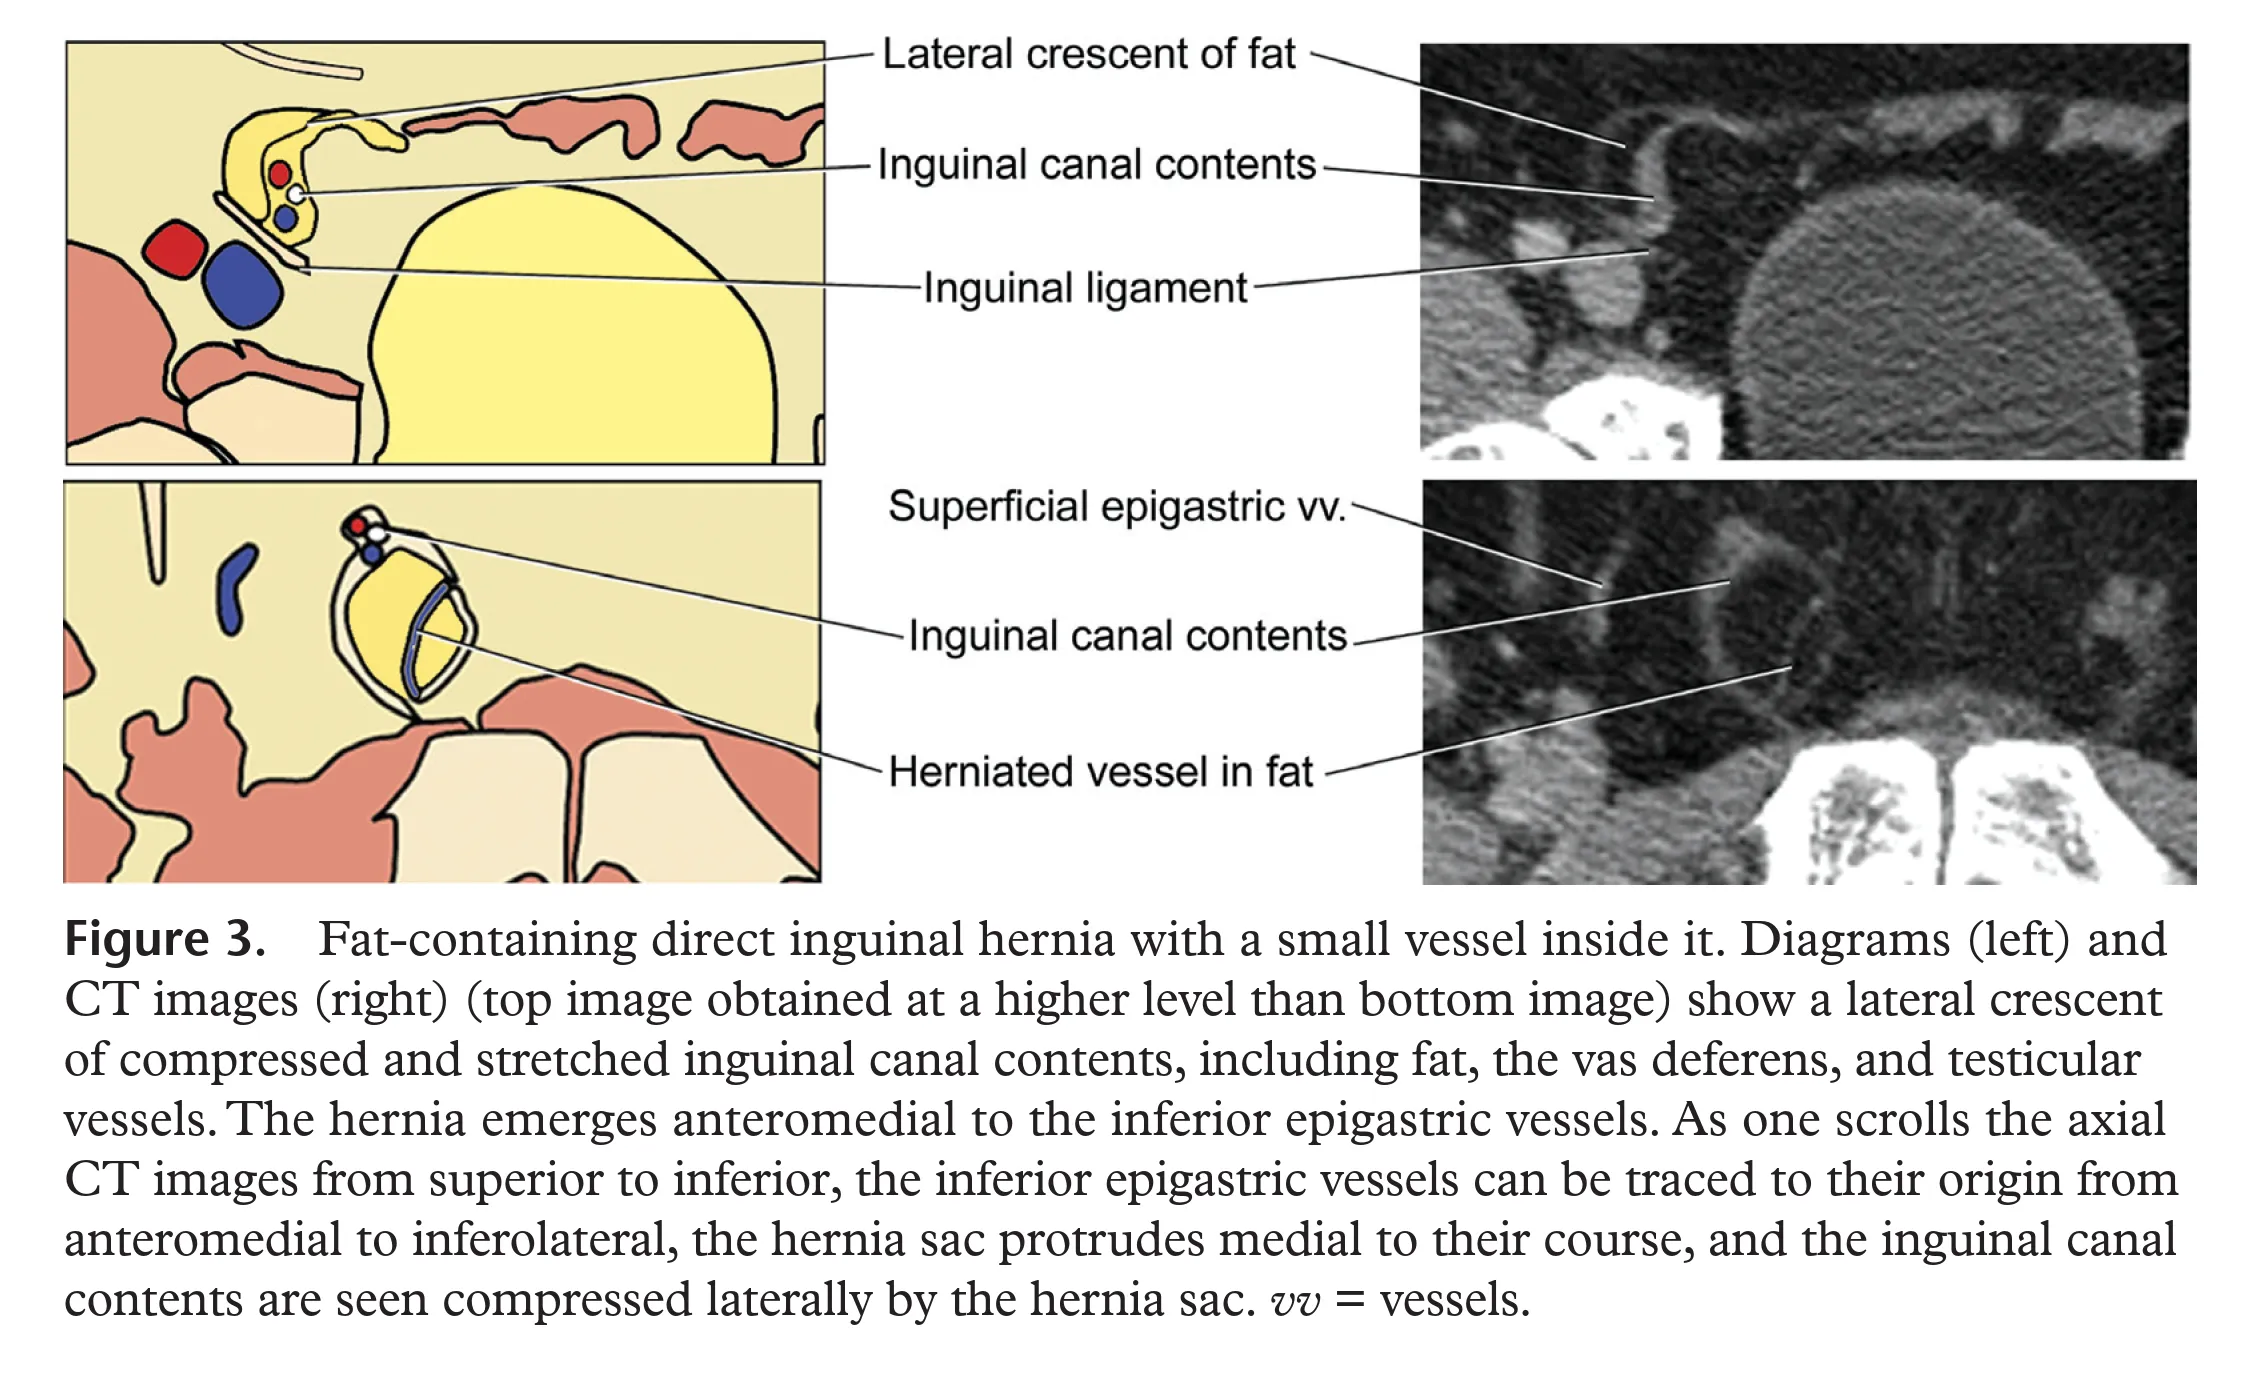 Lateral crescent of fat
Inguinal canal contents
Inguinal ligament
Superficial epigastric vv.
Inguinal canal contents
Herniated vessel in fat
Figure 3. Fat-containing direct inguinal hernia with a small vessel inside it. Diagrams (left) and
CT images (right) (top image obtained at a higher level than bottom image) show a lateral crescent
of compressed and stretched inguinal canal contents, including fat, the vas deferens, and testicular
vessels. The hernia emerges anteromedial to the inferior epigastric vessels. As one scrolls the axial
CT images from superior to inferior, the inferior epigastric vessels can be traced to their origin from
anteromedial to inferolateral, the hernia sac protrudes medial to their course, and the inguinal canal
contents are seen compressed laterally by the hernia sac. vv = vessels.